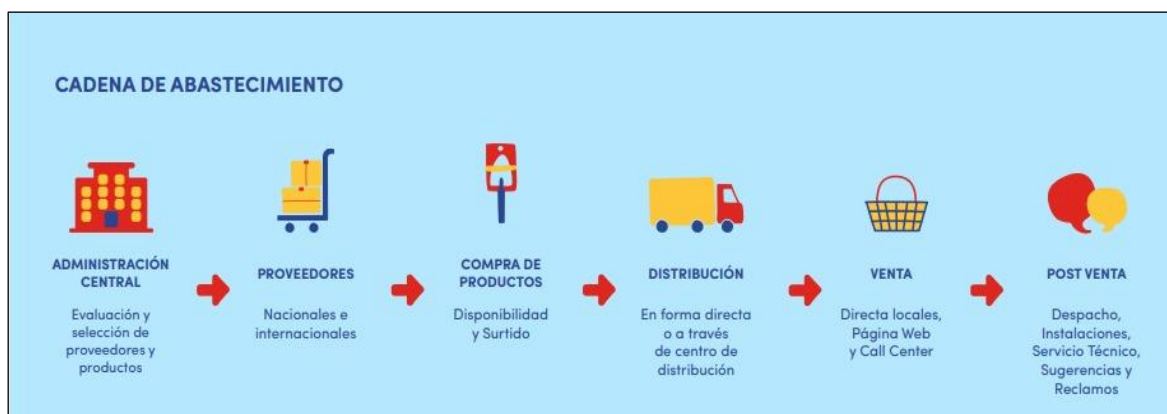 CADENA DE ABASTECIMIENTO
ADMINISTRACIÓN
CENTRAL
Evaluación y
selección de
proveedores y
productos
PROVEEDORES
Nacionales e
internacionales
COMPRA DE
PRODUCTOS
Disponibilidad
y Surtido
DISTRIBUCIÓN
En forma directa
o a través
de centro de
distribución
VENTA
Directa locales,
Página Web
y Call Center
POST VENTA
Despacho,
Instalaciones,
Servicio Técnico,
Sugerencias y
Reclamos